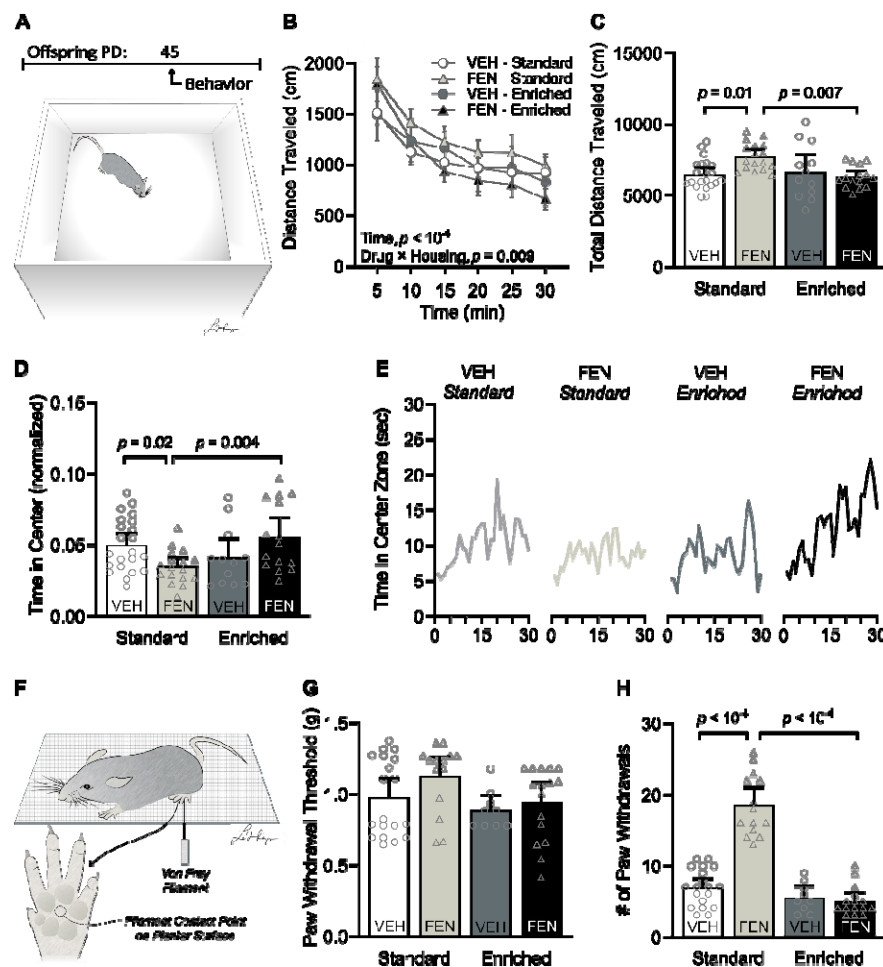 A
Offspring PD: 45
Behavior
B
Distance Traveled (cm)
2000
1500
1000
500
0
VEH - Standard
FEN - Standard
VEH - Enriched
FEN - Enriched
Time, p < 10⁻⁴
Drug × Housing, p = 0.009
5 10 15 20 25 30
Time (min)
C
Total Distance Traveled (cm)
15000
10000
5000
0
p = 0.01 p = 0.007
VEH FEN VEH FEN
Standard Enriched
D
Time in Center (normalized)
0.15
0.10
0.05
0.00
p = 0.02 p = 0.004
VEH FEN VEH FEN
Standard Enriched
E
VEH FEN VEH FEN
Standard Standard Enriched Enriched
Time in Center Zone (sec)
30
25
20
15
10
5
0
0 15 30 0 15 30 0 15 30 0 15 30
F
Von Frey
Filament
Filament Contact Point
on Plantar Surface
G
Paw Withdrawal Threshold (g)
1.5
1.0
0.5
0.0
VEH FEN VEH FEN
Standard Enriched
H
# of Paw Withdrawals
30
20
10
0
p < 10⁻⁴ p < 10⁻⁴
VEH FEN VEH FEN
Standard Enriched